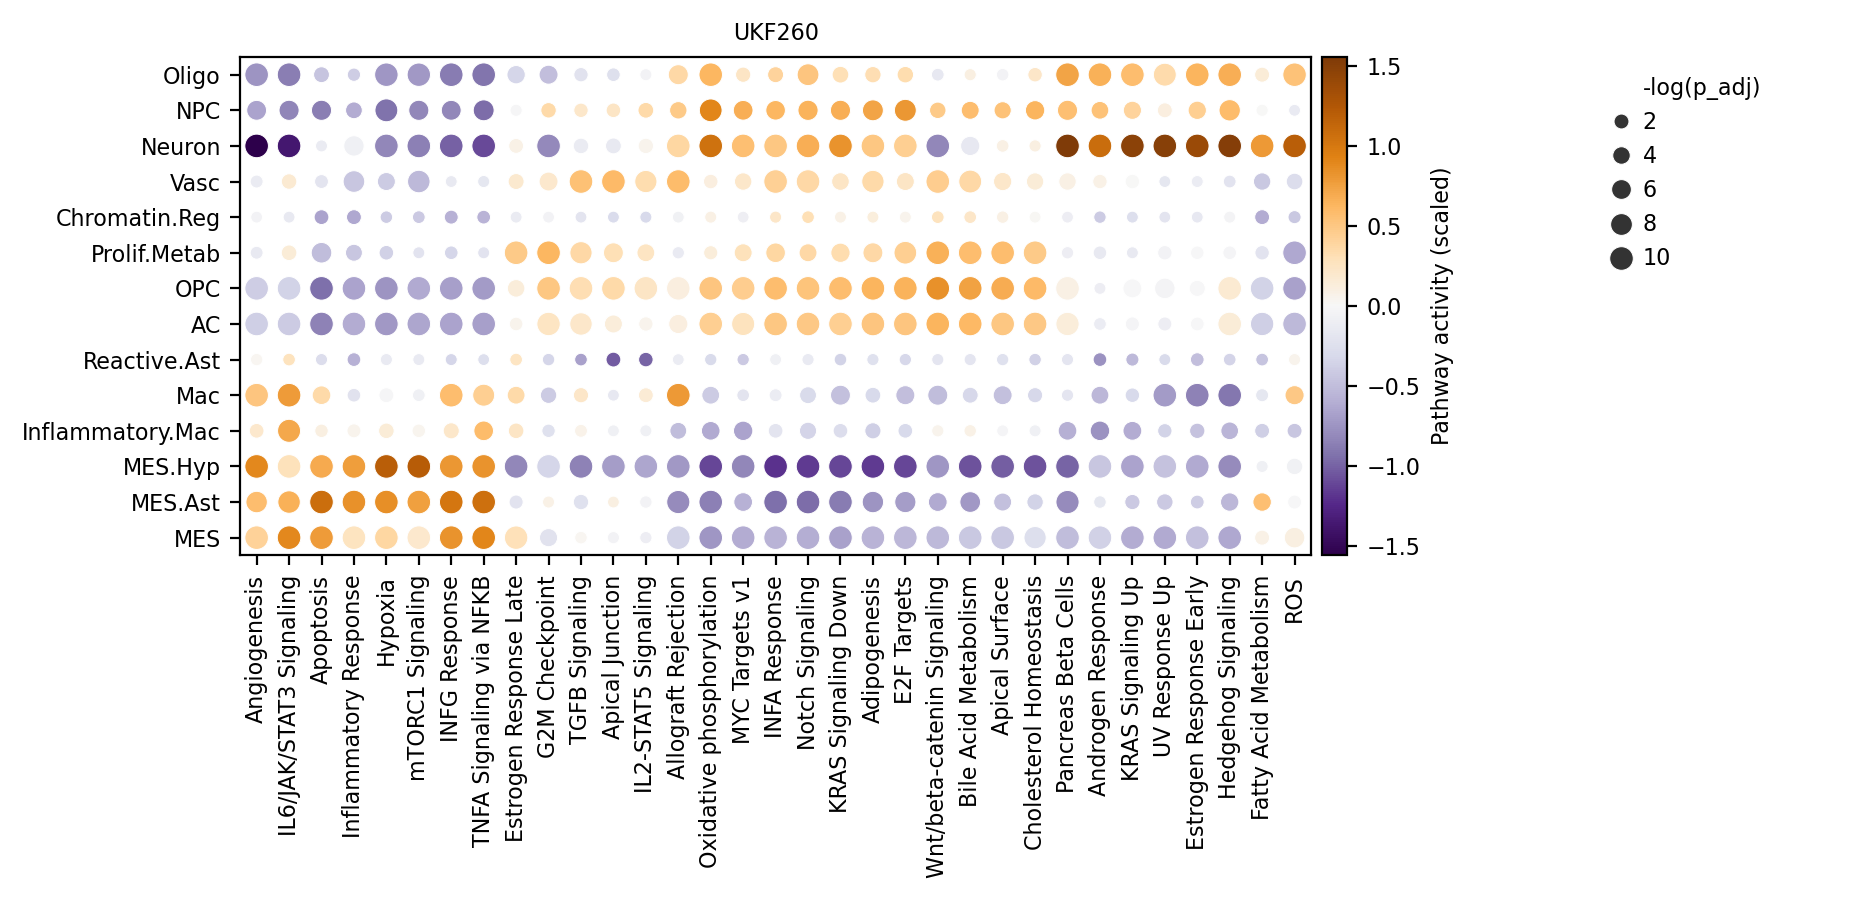 UKF260
Oligo
NPC
Neuron
Vasc
Chromatin.Reg
Prolif.Metab
OPC
AC
Reactive.Ast
Mac
Inflammatory.Mac
MES.Hyp
MES.Ast
MES
Angiogenesis
IL6/JAK/STAT3 Signaling
Apoptosis
Inflammatory Response
Hypoxia
mTORC1 Signaling
INFG Response
TNFA Signaling via NFKB
Estrogen Response Late
G2M Checkpoint
TGFB Signaling
Apical Junction
IL2-STAT5 Signaling
Allograft Rejection
Oxidative phosphorylation
MYC Targets v1
INFA Response
Notch Signaling
KRAS Signaling Down
Adipogenesis
E2F Targets
Wnt/beta-catenin Signaling
Bile Acid Metabolism
Apical Surface
Cholesterol Homeostasis
Pancreas Beta Cells
Androgen Response
KRAS Signaling Up
UV Response Up
Estrogen Response Early
Hedgehog Signaling
Fatty Acid Metabolism
ROS
1.5
1.0
0.5
0.0
−0.5
−1.0
−1.5
Pathway activity (scaled)
-log(p_adj)
2
4
6
8
10